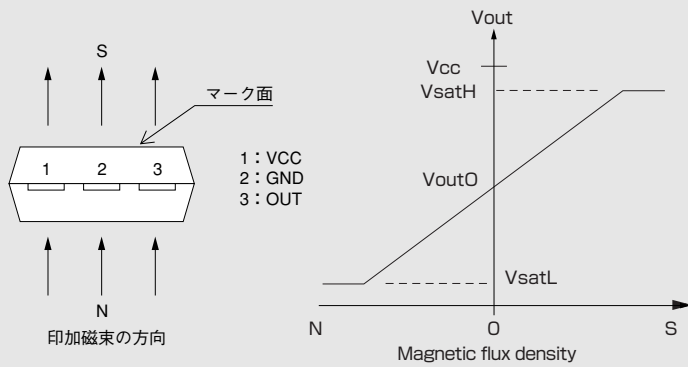 S
マーク面
1 2 3
1：VCC
2：GND
3：OUT
N
印加磁束の方向
Vout
Vcc
VsatH
Vout0
VsatL
N 0 S
Magnetic flux density